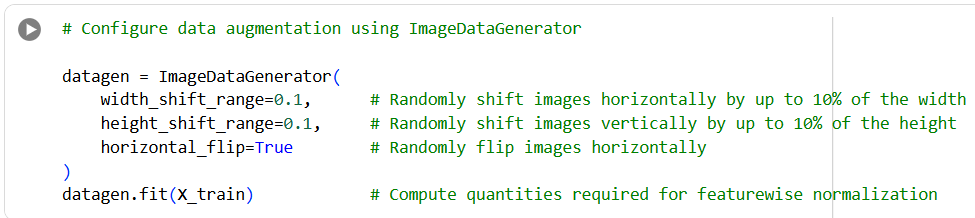 # Configure data augmentation using ImageDataGenerator
datagen = ImageDataGenerator(
    width_shift_range=0.1,      # Randomly shift images horizontally by up to 10% of the width
    height_shift_range=0.1,     # Randomly shift images vertically by up to 10% of the height
    horizontal_flip=True        # Randomly flip images horizontally
)
datagen.fit(X_train)            # Compute quantities required for featurewise normalization